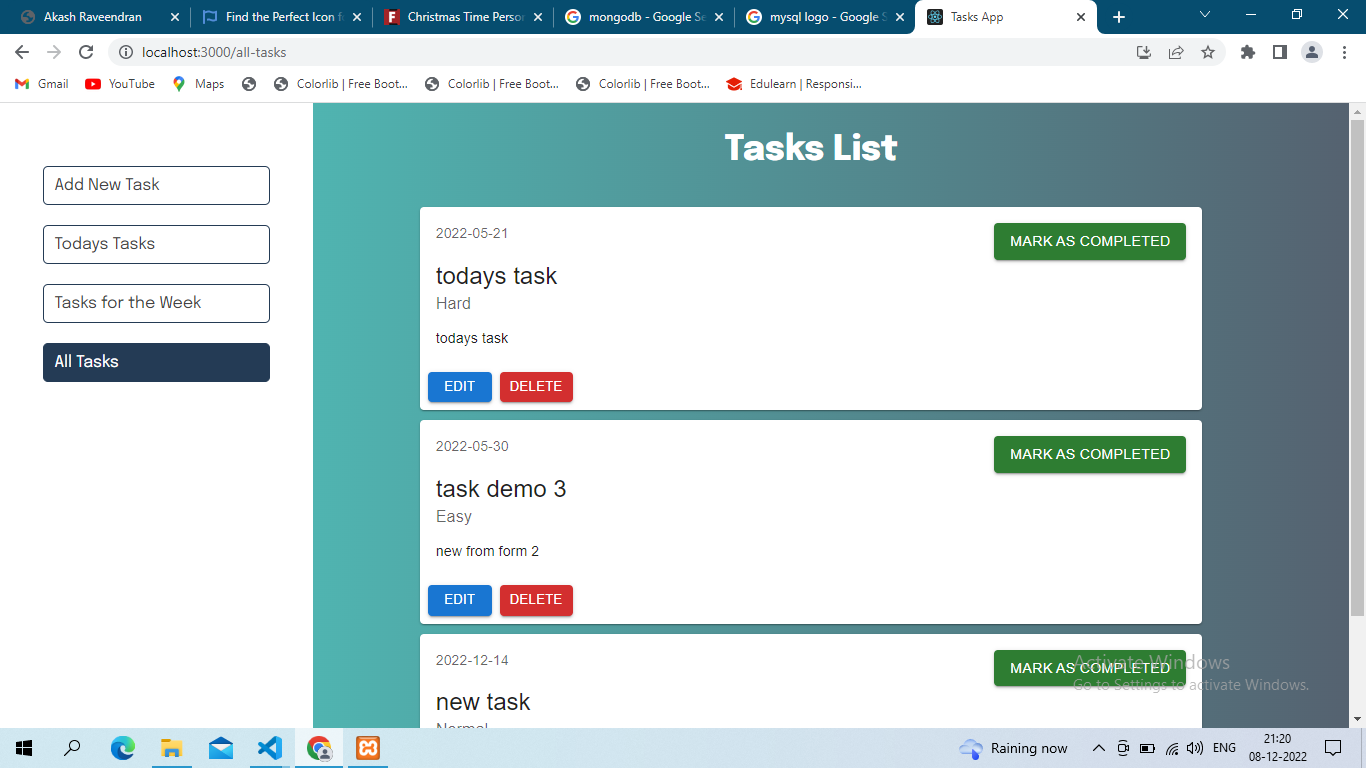 Akash Raveendran
Find the Perfect Icon f
Christmas Time Person
mongodb - Google Se
mysql logo - Google S
Tasks App
localhost:3000/all-tasks
Gmail
YouTube
Maps
Colorlib | Free Boot...
Colorlib | Free Boot...
Colorlib | Free Boot...
Edulearn | Responsi...
Add New Task
Todays Tasks
Tasks for the Week
All Tasks
Tasks List
2022-05-21
MARK AS COMPLETED
todays task
Hard
todays task
EDIT
DELETE
2022-05-30
MARK AS COMPLETED
task demo 3
Easy
new from form 2
EDIT
DELETE
2022-12-14
MARK AS COMPLETED
new task
Normal
Activate Windows
Go to Settings to activate Windows.
Raining now
ENG
21:20
08-12-2022